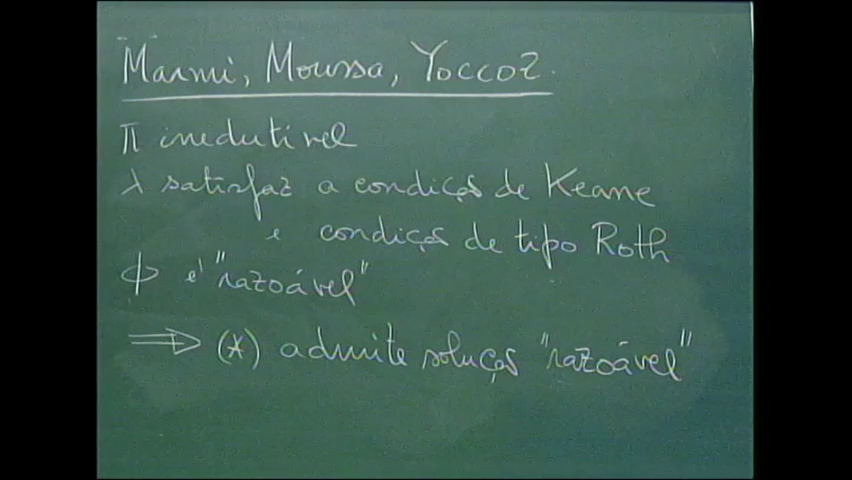 Marmi, Moussa, Yoccoz.
π irredutível
λ satisfaz a condição de Keane
e condição de tipo Roth
φ é "razoável"
⟹ (*) admite solução "razoável"